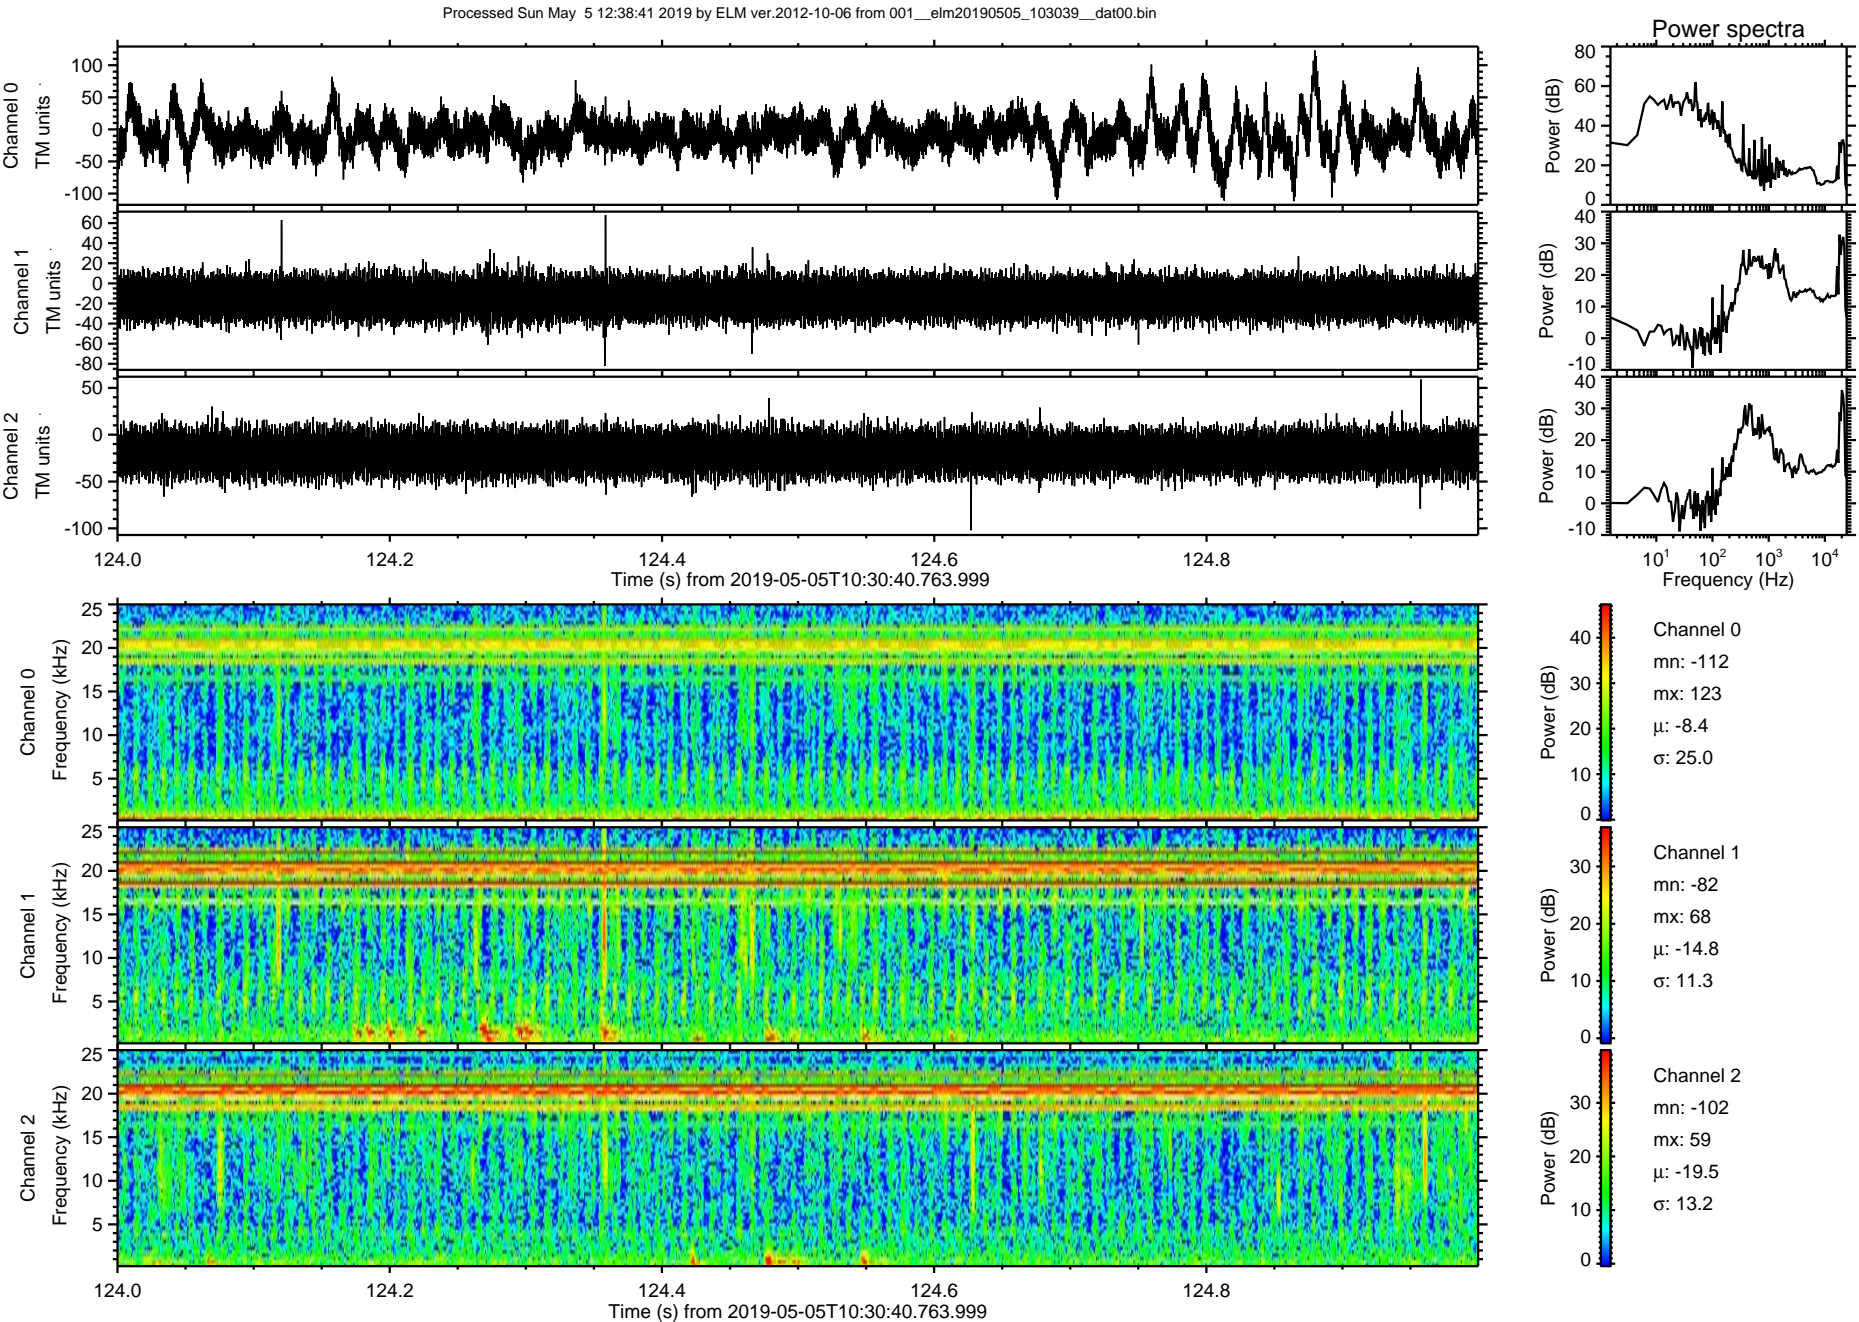 Processed Sun May  5 12:38:41 2019 by ELM ver.2012-10-06 from 001__elm20190505_103039__dat00.bin
Power spectra
Channel 0
TM units
100
50
0
-50
-100
Power (dB)
80
60
40
20
0
Channel 1
TM units
60
40
20
0
-20
-40
-60
-80
Power (dB)
40
30
20
10
0
-10
Channel 2
TM units
50
0
-50
-100
Power (dB)
40
30
20
10
0
-10
124.0 124.2 124.4 124.6 124.8
Time (s) from 2019-05-05T10:30:40.763.999
10¹ 10² 10³ 10⁴
Frequency (Hz)
Channel 0
Frequency (kHz)
25
20
15
10
5
Power (dB)
40
30
20
10
0
Channel 0
mn: -112
mx: 123
μ: -8.4
σ: 25.0
Channel 1
Frequency (kHz)
25
20
15
10
5
Power (dB)
30
20
10
0
Channel 1
mn: -82
mx: 68
μ: -14.8
σ: 11.3
Channel 2
Frequency (kHz)
25
20
15
10
5
Power (dB)
30
20
10
0
Channel 2
mn: -102
mx: 59
μ: -19.5
σ: 13.2
124.0 124.2 124.4 124.6 124.8
Time (s) from 2019-05-05T10:30:40.763.999